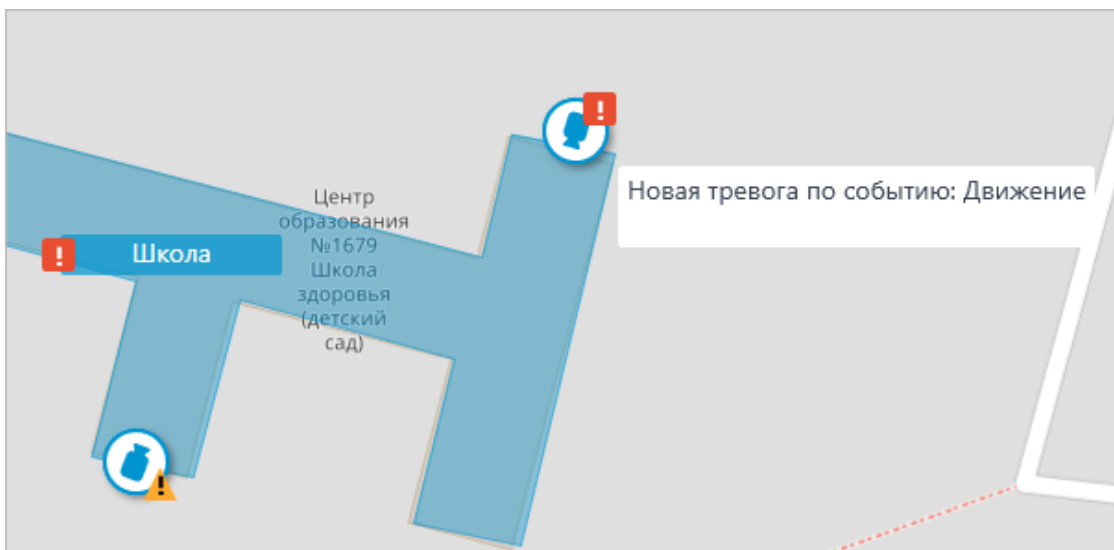 Новая тревога по событию: Движение
Центр
образования
№1679
Школа
здоровья
(детский
сад)
Школа